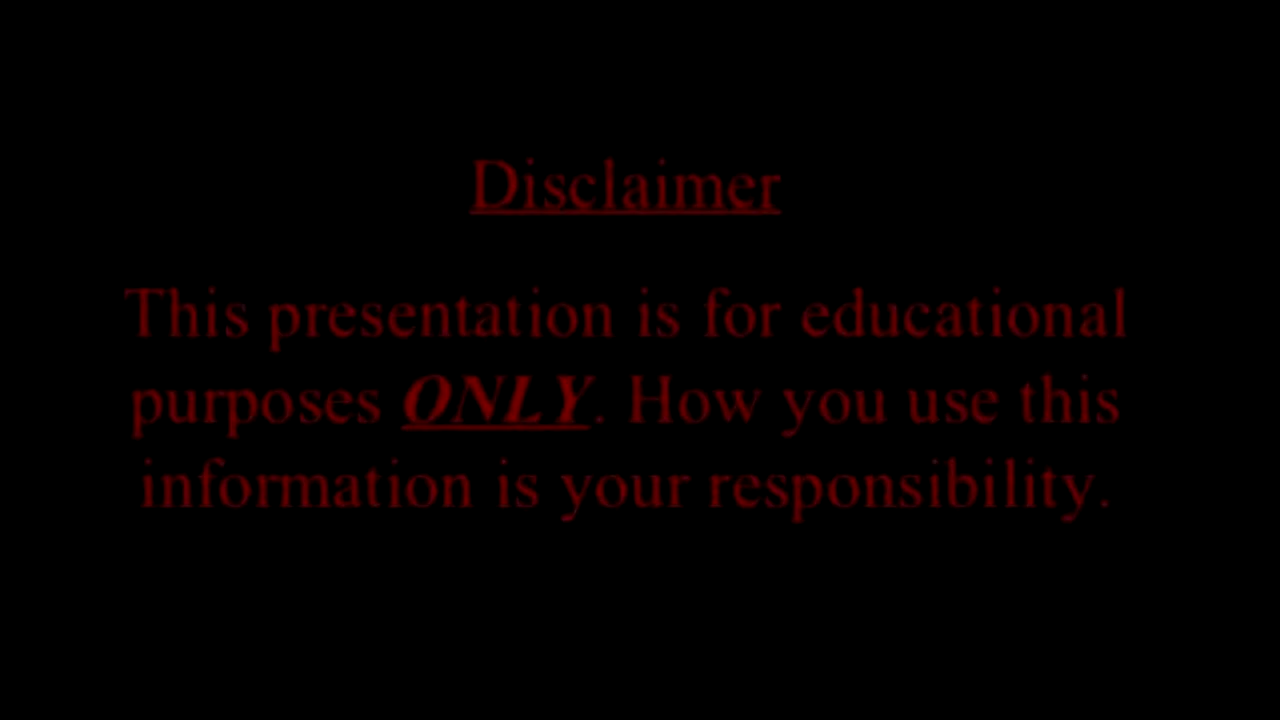 Disclaimer
This presentation is for educational
purposes ONLY. How you use this
information is your responsibility.